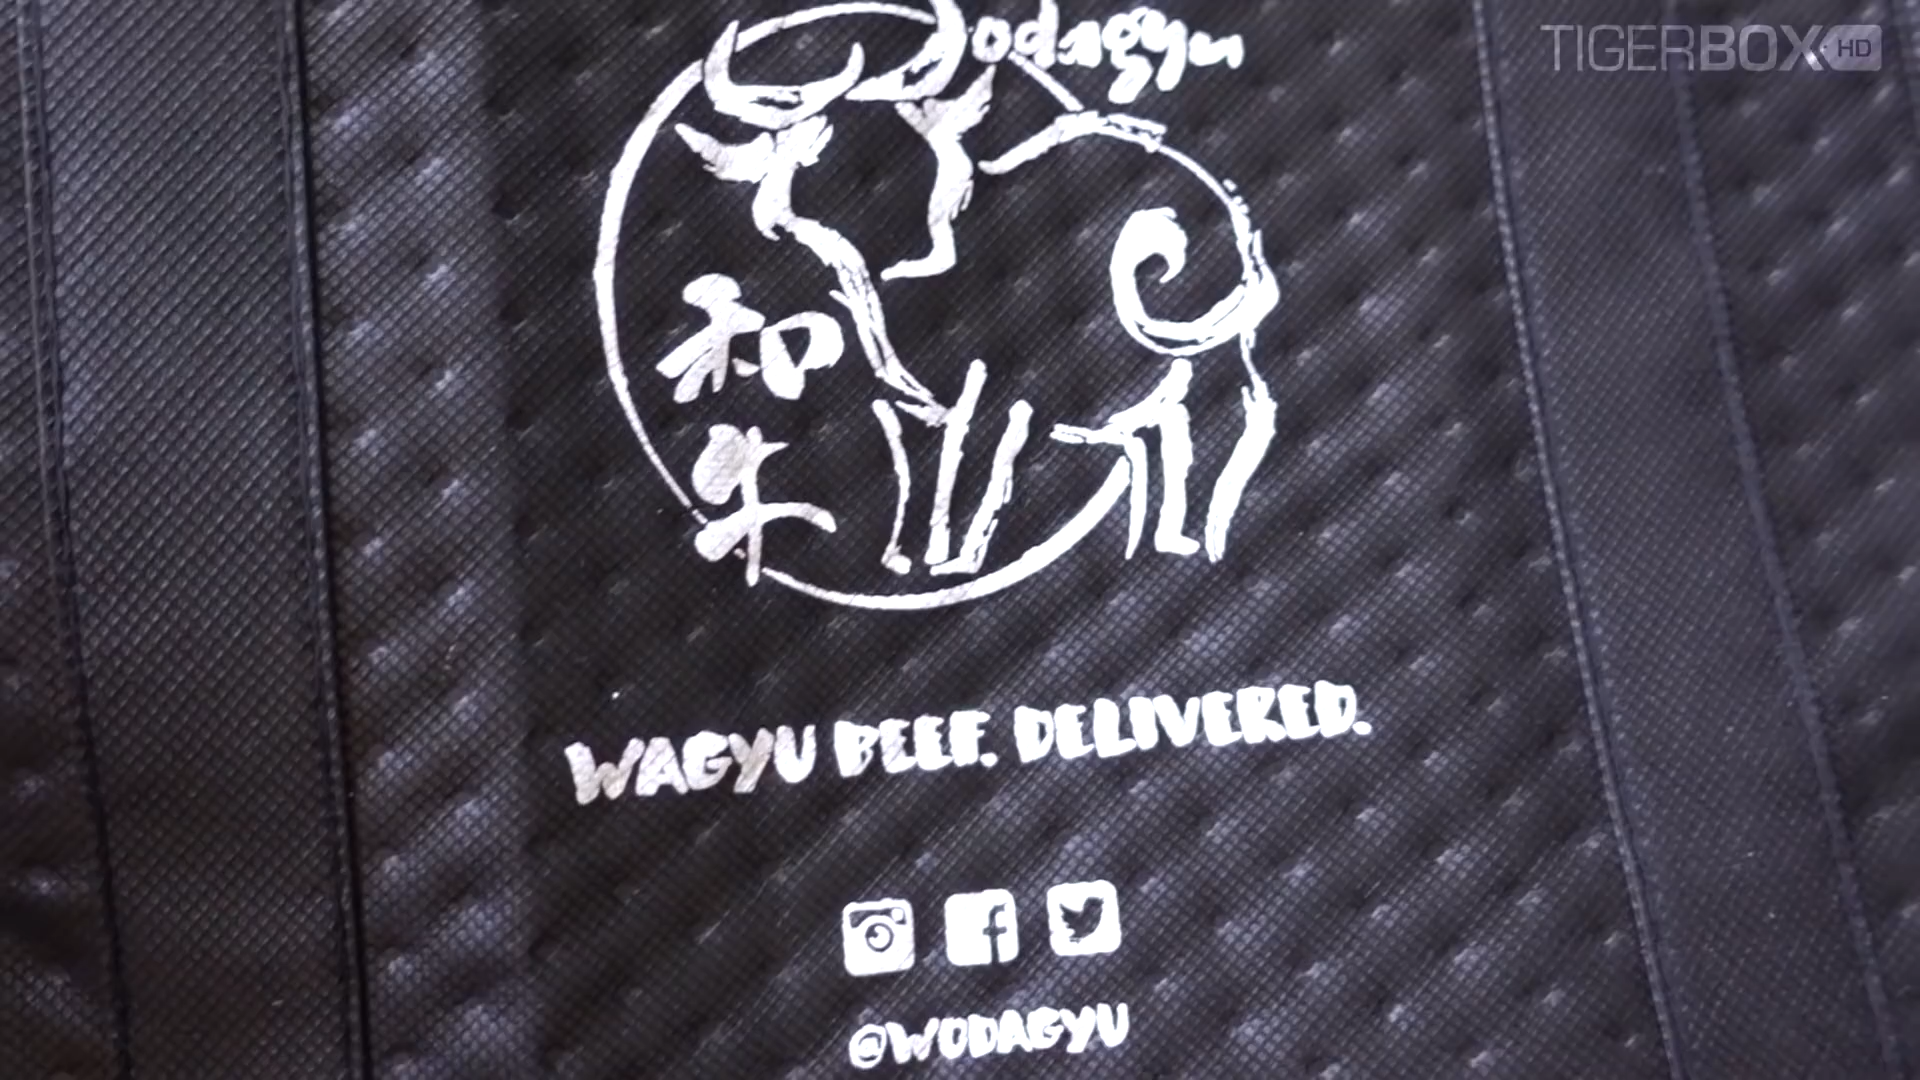 TIGERBOX HD
Wodagyu
和
牛
WAGYU BEEF. DELIVERED.
@WODAGYU